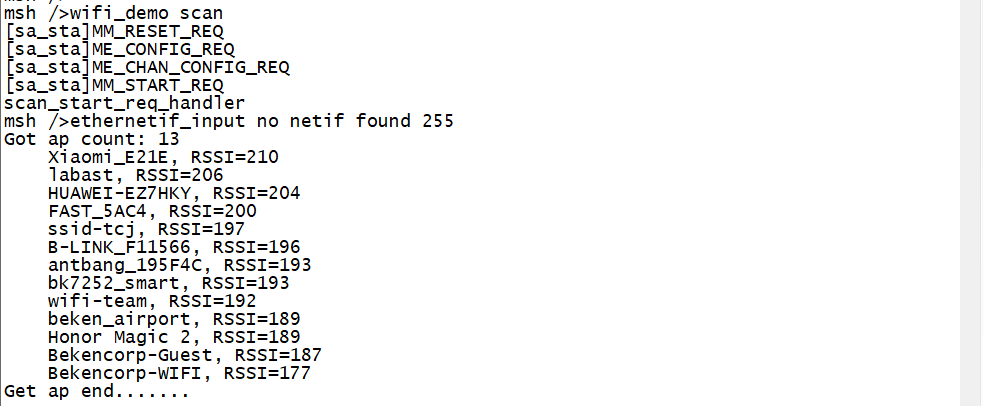 msh />wifi_demo scan
[sa_sta]MM_RESET_REQ
[sa_sta]ME_CONFIG_REQ
[sa_sta]ME_CHAN_CONFIG_REQ
[sa_sta]MM_START_REQ
scan_start_req_handler
msh />ethernetif_input no netif found 255
Got ap count: 13
Xiaomi_E21E, RSSI=210
labast, RSSI=206
HUAWEI-EZ7HKY, RSSI=204
FAST_5AC4, RSSI=200
ssid-tcj, RSSI=197
B-LINK_F11566, RSSI=196
antbang_195F4C, RSSI=193
bk7252_smart, RSSI=193
wifi-team, RSSI=192
beken_airport, RSSI=189
Honor Magic 2, RSSI=189
Bekencorp-Guest, RSSI=187
Bekencorp-WIFI, RSSI=177
Get ap end.......